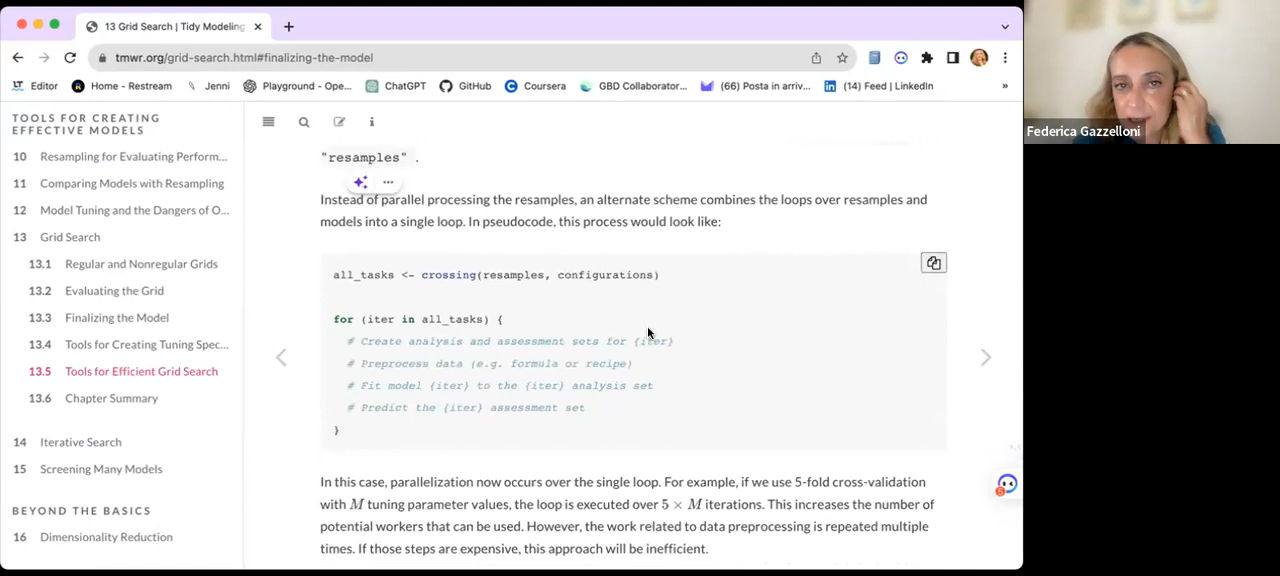 13 Grid Search | Tidy Modeling
tmwr.org/grid-search.html#finalizing-the-model
Editor Home - Restream Jenni Playground - Ope... ChatGPT GitHub Coursera GBD Collaborator... (66) Posta in arriv... (14) Feed | LinkedIn »
Federica Gazzelloni
TOOLS FOR CREATING
EFFECTIVE MODELS
10 Resampling for Evaluating Perform...
11 Comparing Models with Resampling
12 Model Tuning and the Dangers of O...
13 Grid Search
13.1 Regular and Nonregular Grids
13.2 Evaluating the Grid
13.3 Finalizing the Model
13.4 Tools for Creating Tuning Spec...
13.5 Tools for Efficient Grid Search
13.6 Chapter Summary
14 Iterative Search
15 Screening Many Models
BEYOND THE BASICS
16 Dimensionality Reduction
"resamples" .
Instead of parallel processing the resamples, an alternate scheme combines the loops over resamples and
models into a single loop. In pseudocode, this process would look like:
all_tasks <- crossing(resamples, configurations)
for (iter in all_tasks) {
# Create analysis and assessment sets for {iter}
# Preprocess data (e.g. formula or recipe)
# Fit model {iter} to the {iter} analysis set
# Predict the {iter} assessment set
}
In this case, parallelization now occurs over the single loop. For example, if we use 5-fold cross-validation
with M tuning parameter values, the loop is executed over 5 × M iterations. This increases the number of
potential workers that can be used. However, the work related to data preprocessing is repeated multiple
times. If those steps are expensive, this approach will be inefficient.